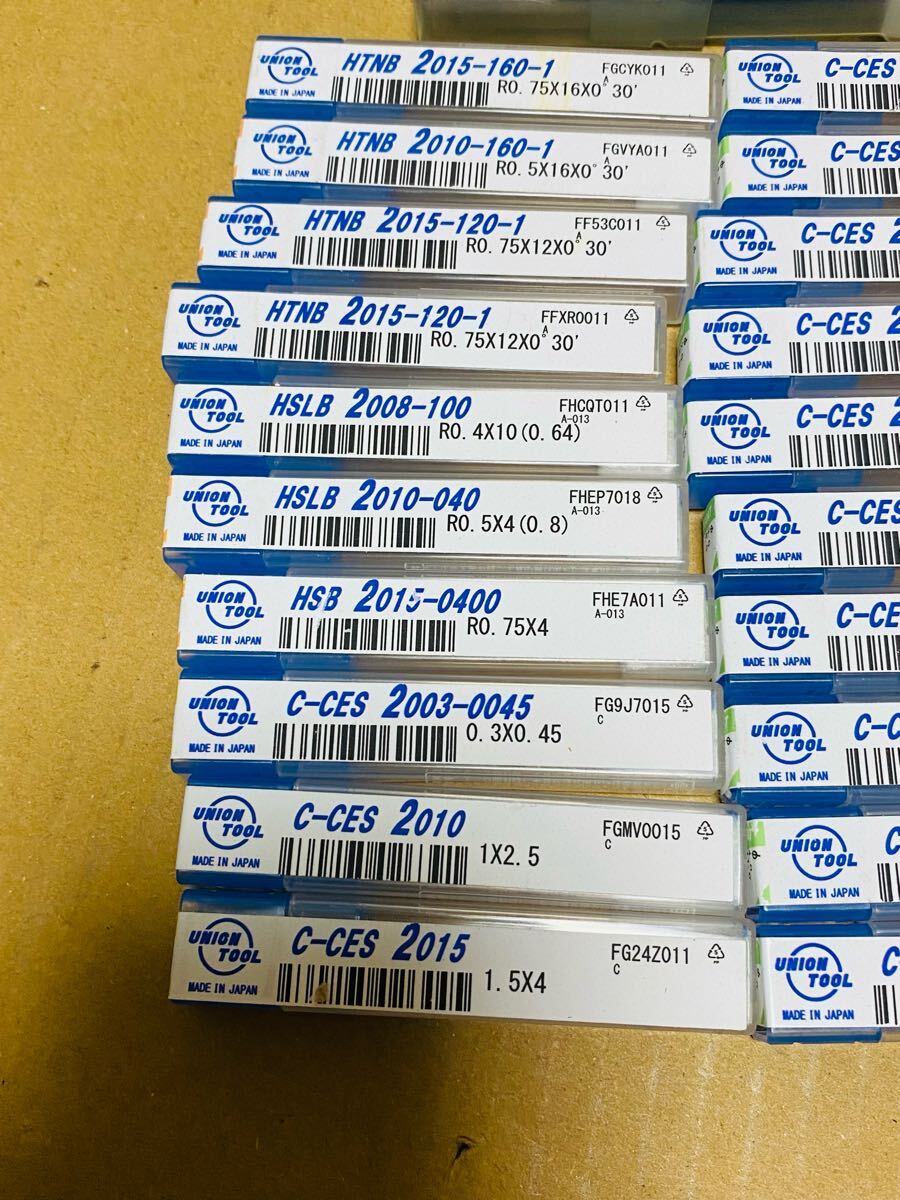 UNION TOOL
MADE IN JAPAN
HTNB 2015-160-1
FGCYK011
A
R0.75X16X0°30'
UNION TOOL
MADE IN JAPAN
HTNB 2010-160-1
FGVYA011
A
R0.5X16X0°30'
UNION TOOL
MADE IN JAPAN
HTNB 2015-120-1
FF53C011
A
R0.75X12X0°30'
UNION TOOL
MADE IN JAPAN
HTNB 2015-120-1
FFXR0011
A
R0.75X12X0°30'
UNION TOOL
MADE IN JAPAN
HSLB 2008-100
FHCQT011
A-013
R0.4X10(0.64)
UNION TOOL
MADE IN JAPAN
HSLB 2010-040
FHEP7018
A-013
R0.5X4(0.8)
UNION TOOL
MADE IN JAPAN
HSB 2015-0400
FHE7A011
A-013
R0.75X4
UNION TOOL
MADE IN JAPAN
C-CES 2003-0045
FG9J7015
C
0.3X0.45
UNION TOOL
MADE IN JAPAN
C-CES 2010
FGMV0015
C
1X2.5
UNION TOOL
MADE IN JAPAN
C-CES 2015
FG24Z011
C
1.5X4
UNION TOOL
MADE IN JAPAN
C-CES
UNION TOOL
MADE IN JAPAN
C-CES
UNION TOOL
MADE IN JAPAN
C-CES 2
UNION TOOL
MADE IN JAPAN
C-CES 2
UNION TOOL
MADE IN JAPAN
C-CES 2
UNION TOOL
MADE IN JAPAN
C-CES
UNION TOOL
MADE IN JAPAN
C-CE
UNION TOOL
MADE IN JAPAN
C-C
UNION TOOL
MADE IN JAPAN
C
UNION TOOL
MADE IN JAPAN
C